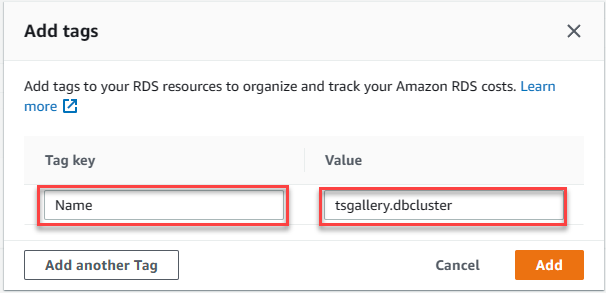 Add tags
Add tags to your RDS resources to organize and track your Amazon RDS costs. Learn
more
Tag key Value
Name tsgallery.dbcluster
Add another Tag Cancel Add